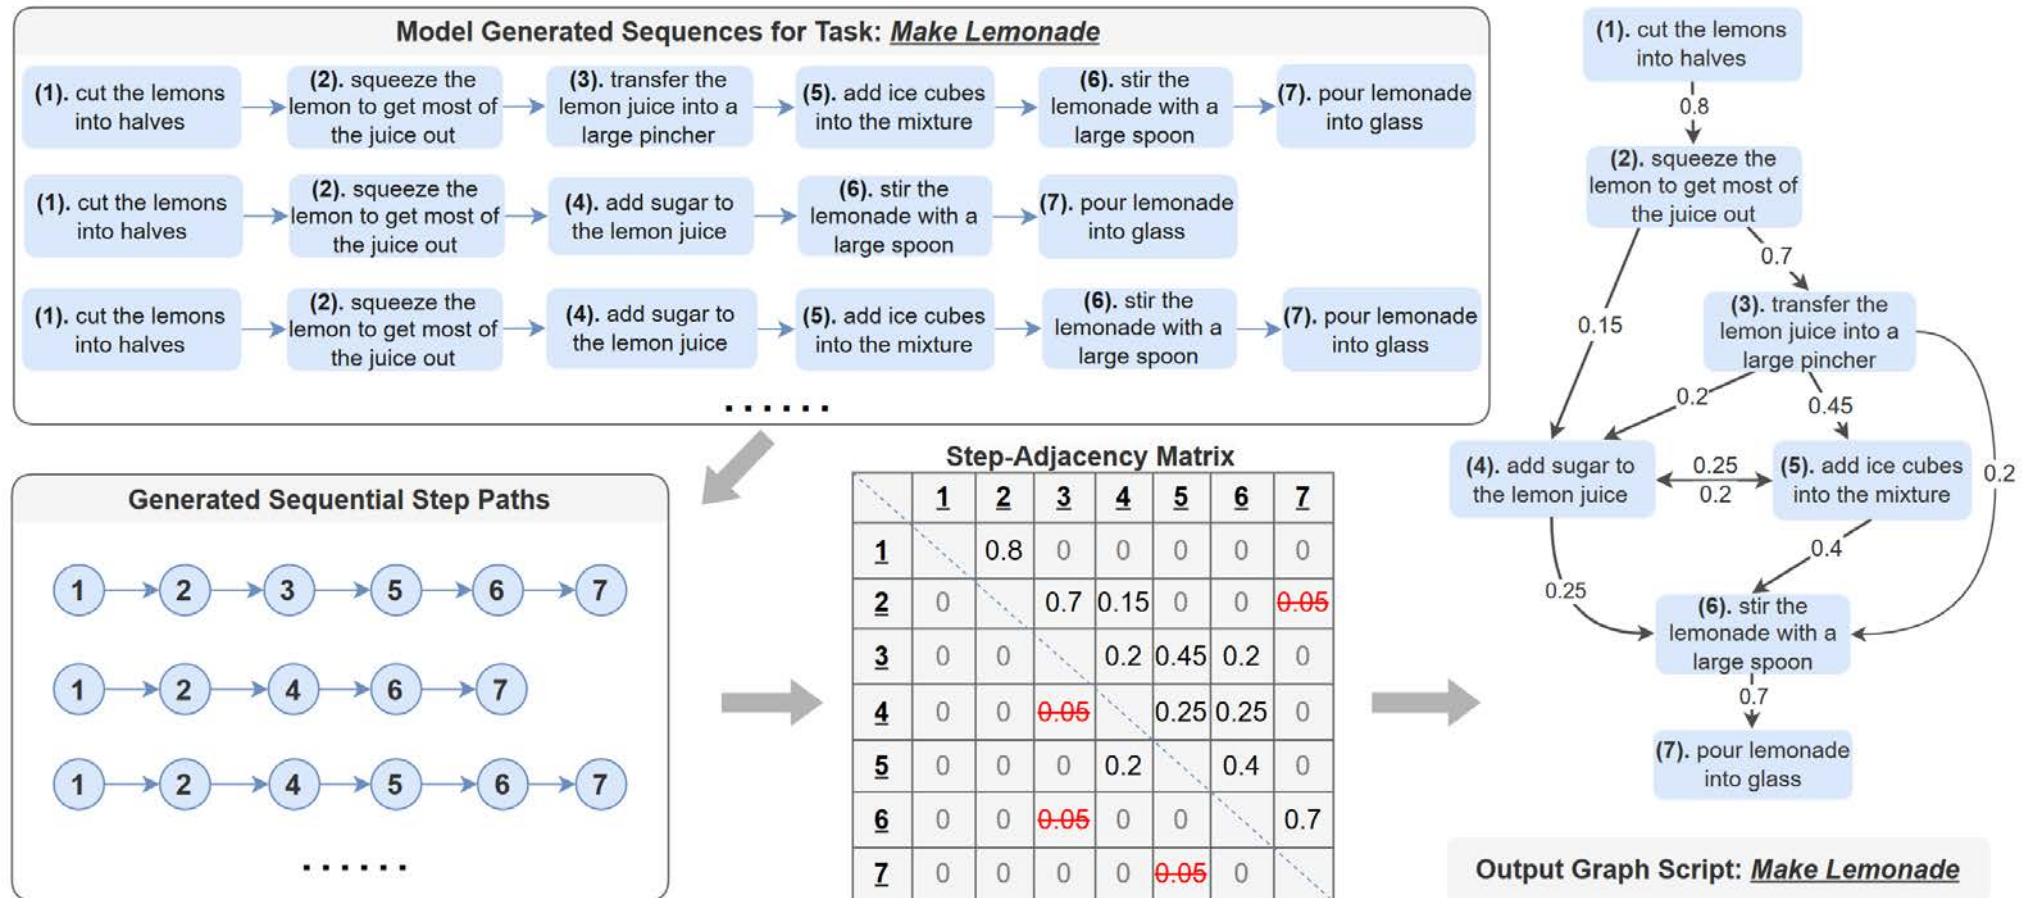 Model Generated Sequences for Task: Make Lemonade
(1). cut the lemons
into halves
(2). squeeze the
lemon to get most of
the juice out
(3). transfer the
lemon juice into a
large pincher
(5). add ice cubes
into the mixture
(6). stir the
lemonade with a
large spoon
(7). pour lemonade
into glass
(1). cut the lemons
into halves
(2). squeeze the
lemon to get most of
the juice out
(4). add sugar to
the lemon juice
(6). stir the
lemonade with a
large spoon
(7). pour lemonade
into glass
(1). cut the lemons
into halves
(2). squeeze the
lemon to get most of
the juice out
(4). add sugar to
the lemon juice
(5). add ice cubes
into the mixture
(6). stir the
lemonade with a
large spoon
(7). pour lemonade
into glass
......
Generated Sequential Step Paths
1 2 3 5 6 7
1 2 4 6 7
1 2 4 5 6 7
......
Step-Adjacency Matrix
1 2 3 4 5 6 7
1 0.8 0 0 0 0 0
2 0 0.7 0.15 0 0 0.05
3 0 0 0.2 0.45 0.2 0
4 0 0 0.05 0.25 0.25 0
5 0 0 0 0.2 0.4 0
6 0 0 0.05 0 0 0.7
7 0 0 0 0 0.05 0
(1). cut the lemons
into halves
0.8
(2). squeeze the
lemon to get most of
the juice out
0.7
0.15
(3). transfer the
lemon juice into a
large pincher
0.2
0.45
0.2
(4). add sugar to
the lemon juice
0.25
0.2
(5). add ice cubes
into the mixture
0.4
0.25
(6). stir the
lemonade with a
large spoon
0.7
(7). pour lemonade
into glass
Output Graph Script: Make Lemonade